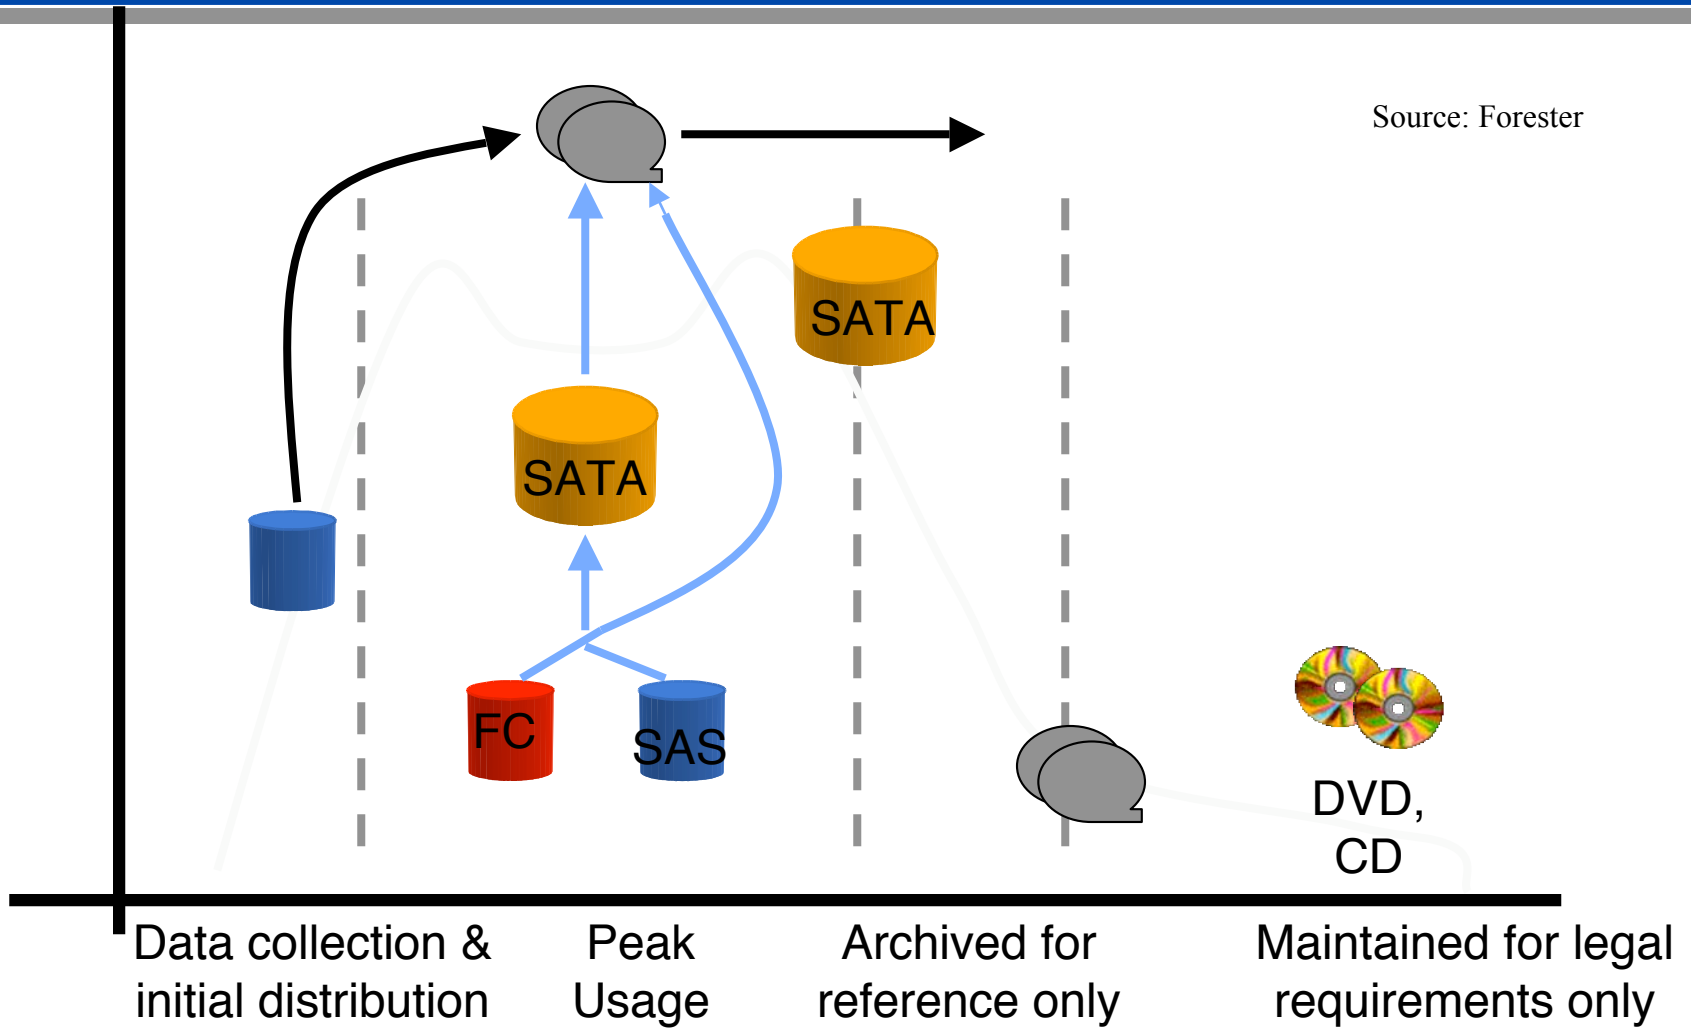 Source: Forester
SATA
SATA
FC
SAS
DVD,
CD
Data collection &
initial distribution
Peak
Usage
Archived for
reference only
Maintained for legal
requirements only